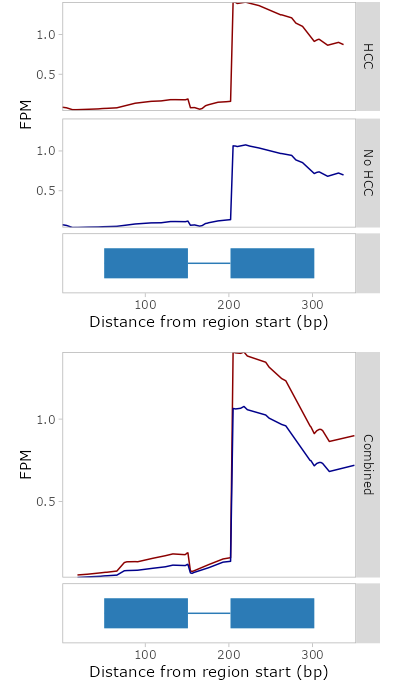 1.0
0.5
HCC
FPM
1.0
0.5
No HCC
100 200 300
Distance from region start (bp)
1.0
0.5
FPM
Combined
100 200 300
Distance from region start (bp)